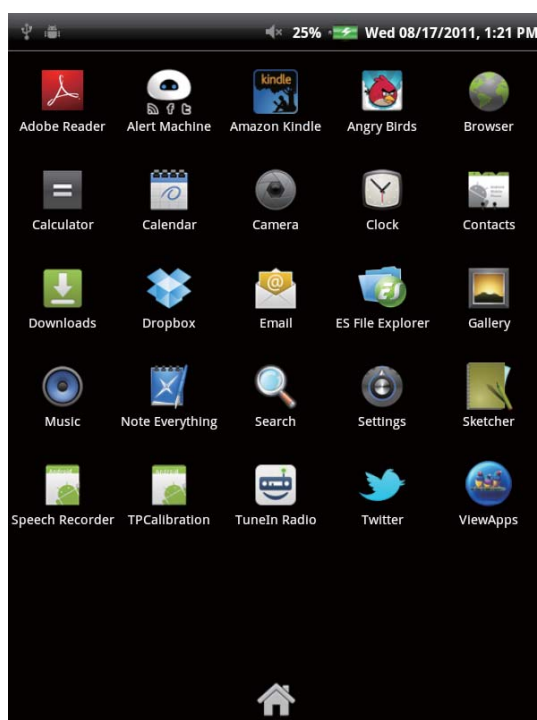 25% Wed 08/17/2011, 1:21 PM
kindle
Adobe Reader Alert Machine Amazon Kindle Angry Birds Browser
Calculator Calendar Camera Clock Contacts
Downloads Dropbox Email ES File Explorer Gallery
Music Note Everything Search Settings Sketcher
Speech Recorder TPCalibration TuneIn Radio Twitter ViewApps